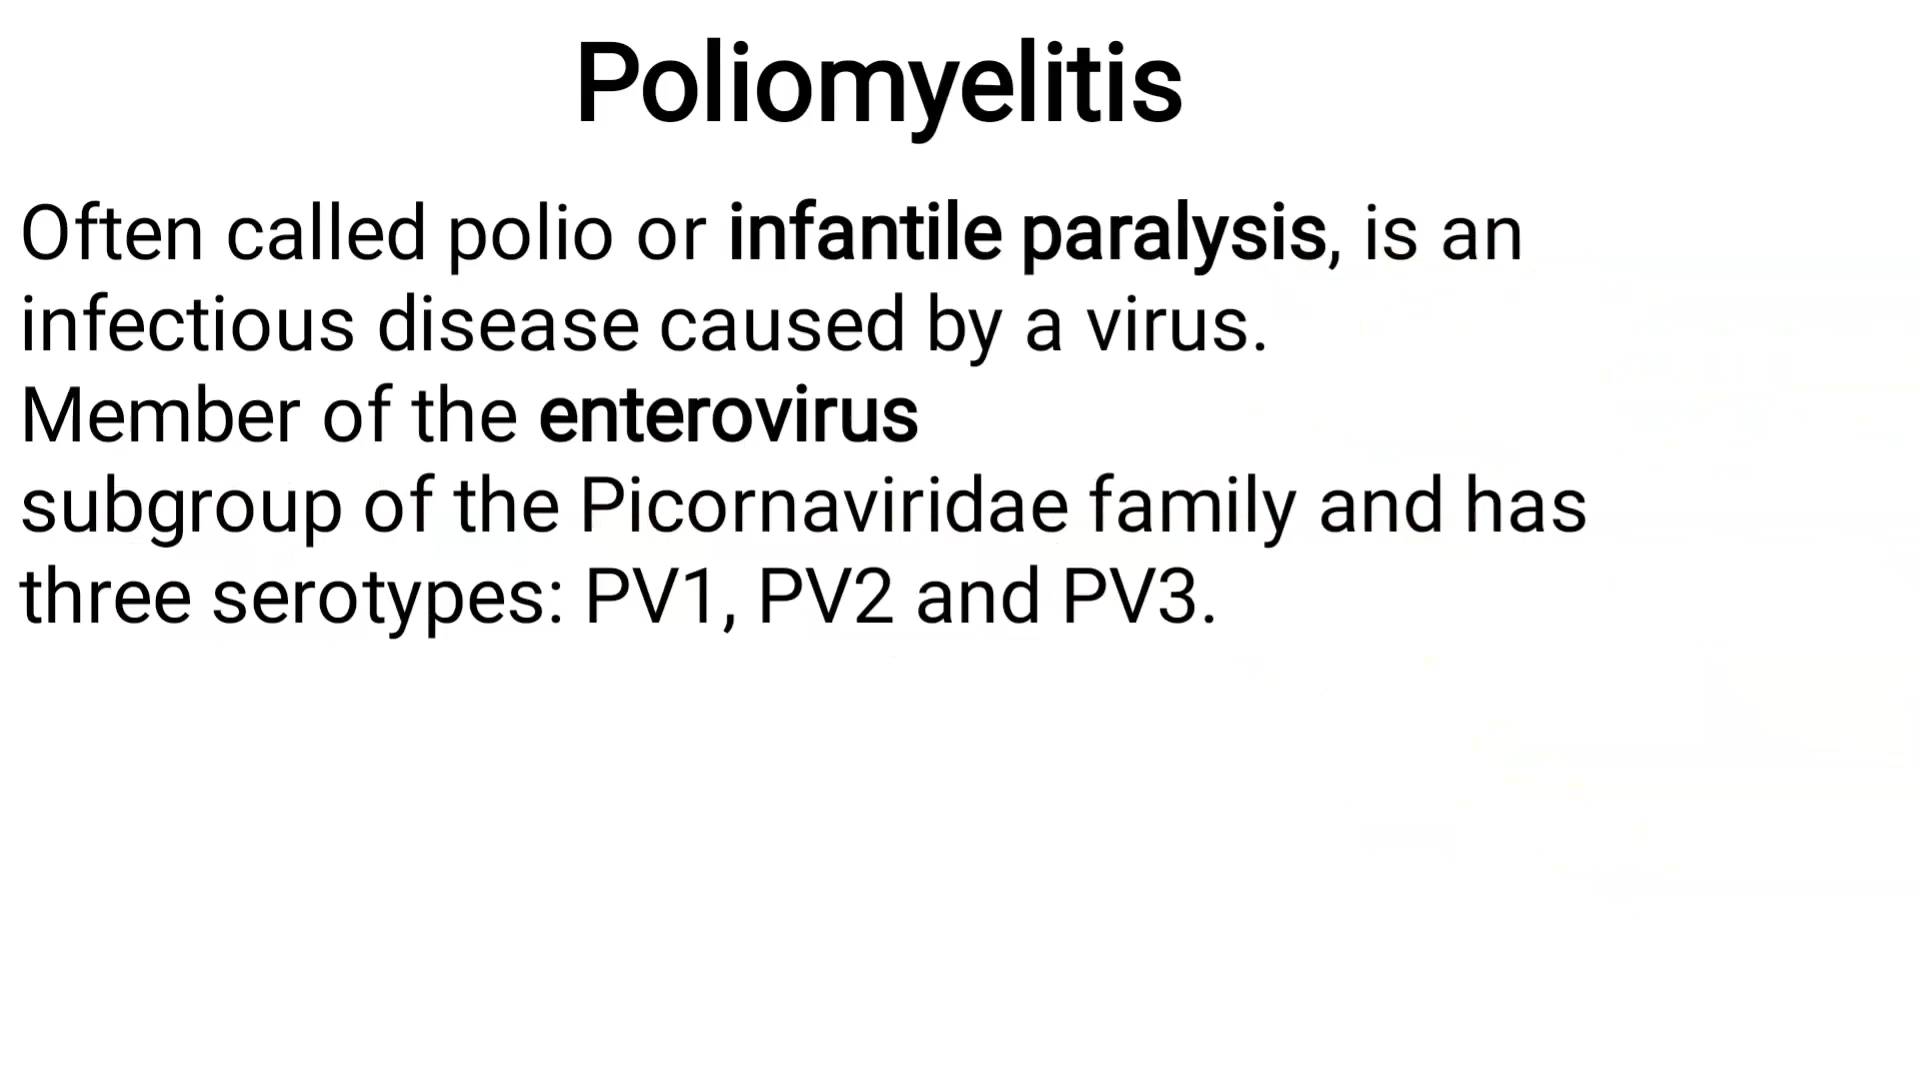 Poliomyelitis
Often called polio or infantile paralysis, is an
infectious disease caused by a virus.
Member of the enterovirus
subgroup of the Picornaviridae family and has
three serotypes: PV1, PV2 and PV3.